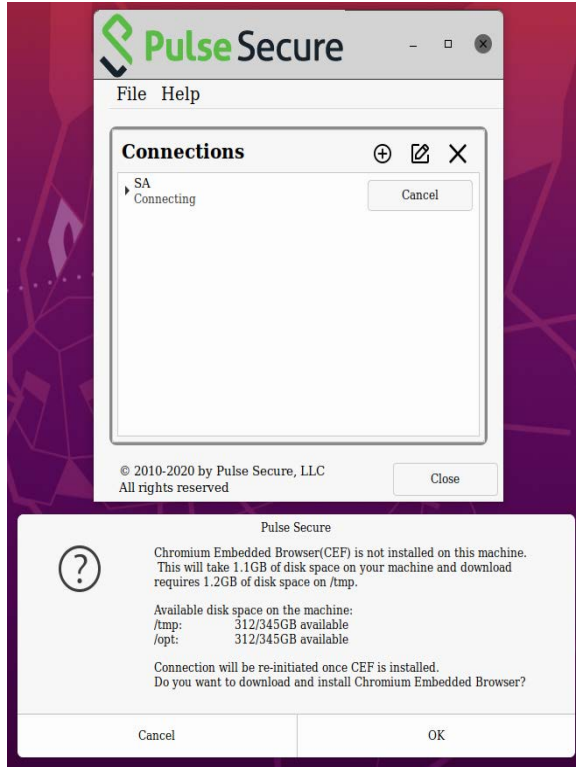 Pulse Secure
File Help
Connections
SA
Connecting
Cancel
© 2010-2020 by Pulse Secure, LLC
All rights reserved
Close
Pulse Secure
Chromium Embedded Browser(CEF) is not installed on this machine.
This will take 1.1GB of disk space on your machine and download
requires 1.2GB of disk space on /tmp.
Available disk space on the machine:
/tmp: 312/345GB available
/opt: 312/345GB available
Connection will be re-initiated once CEF is installed.
Do you want to download and install Chromium Embedded Browser?
Cancel OK